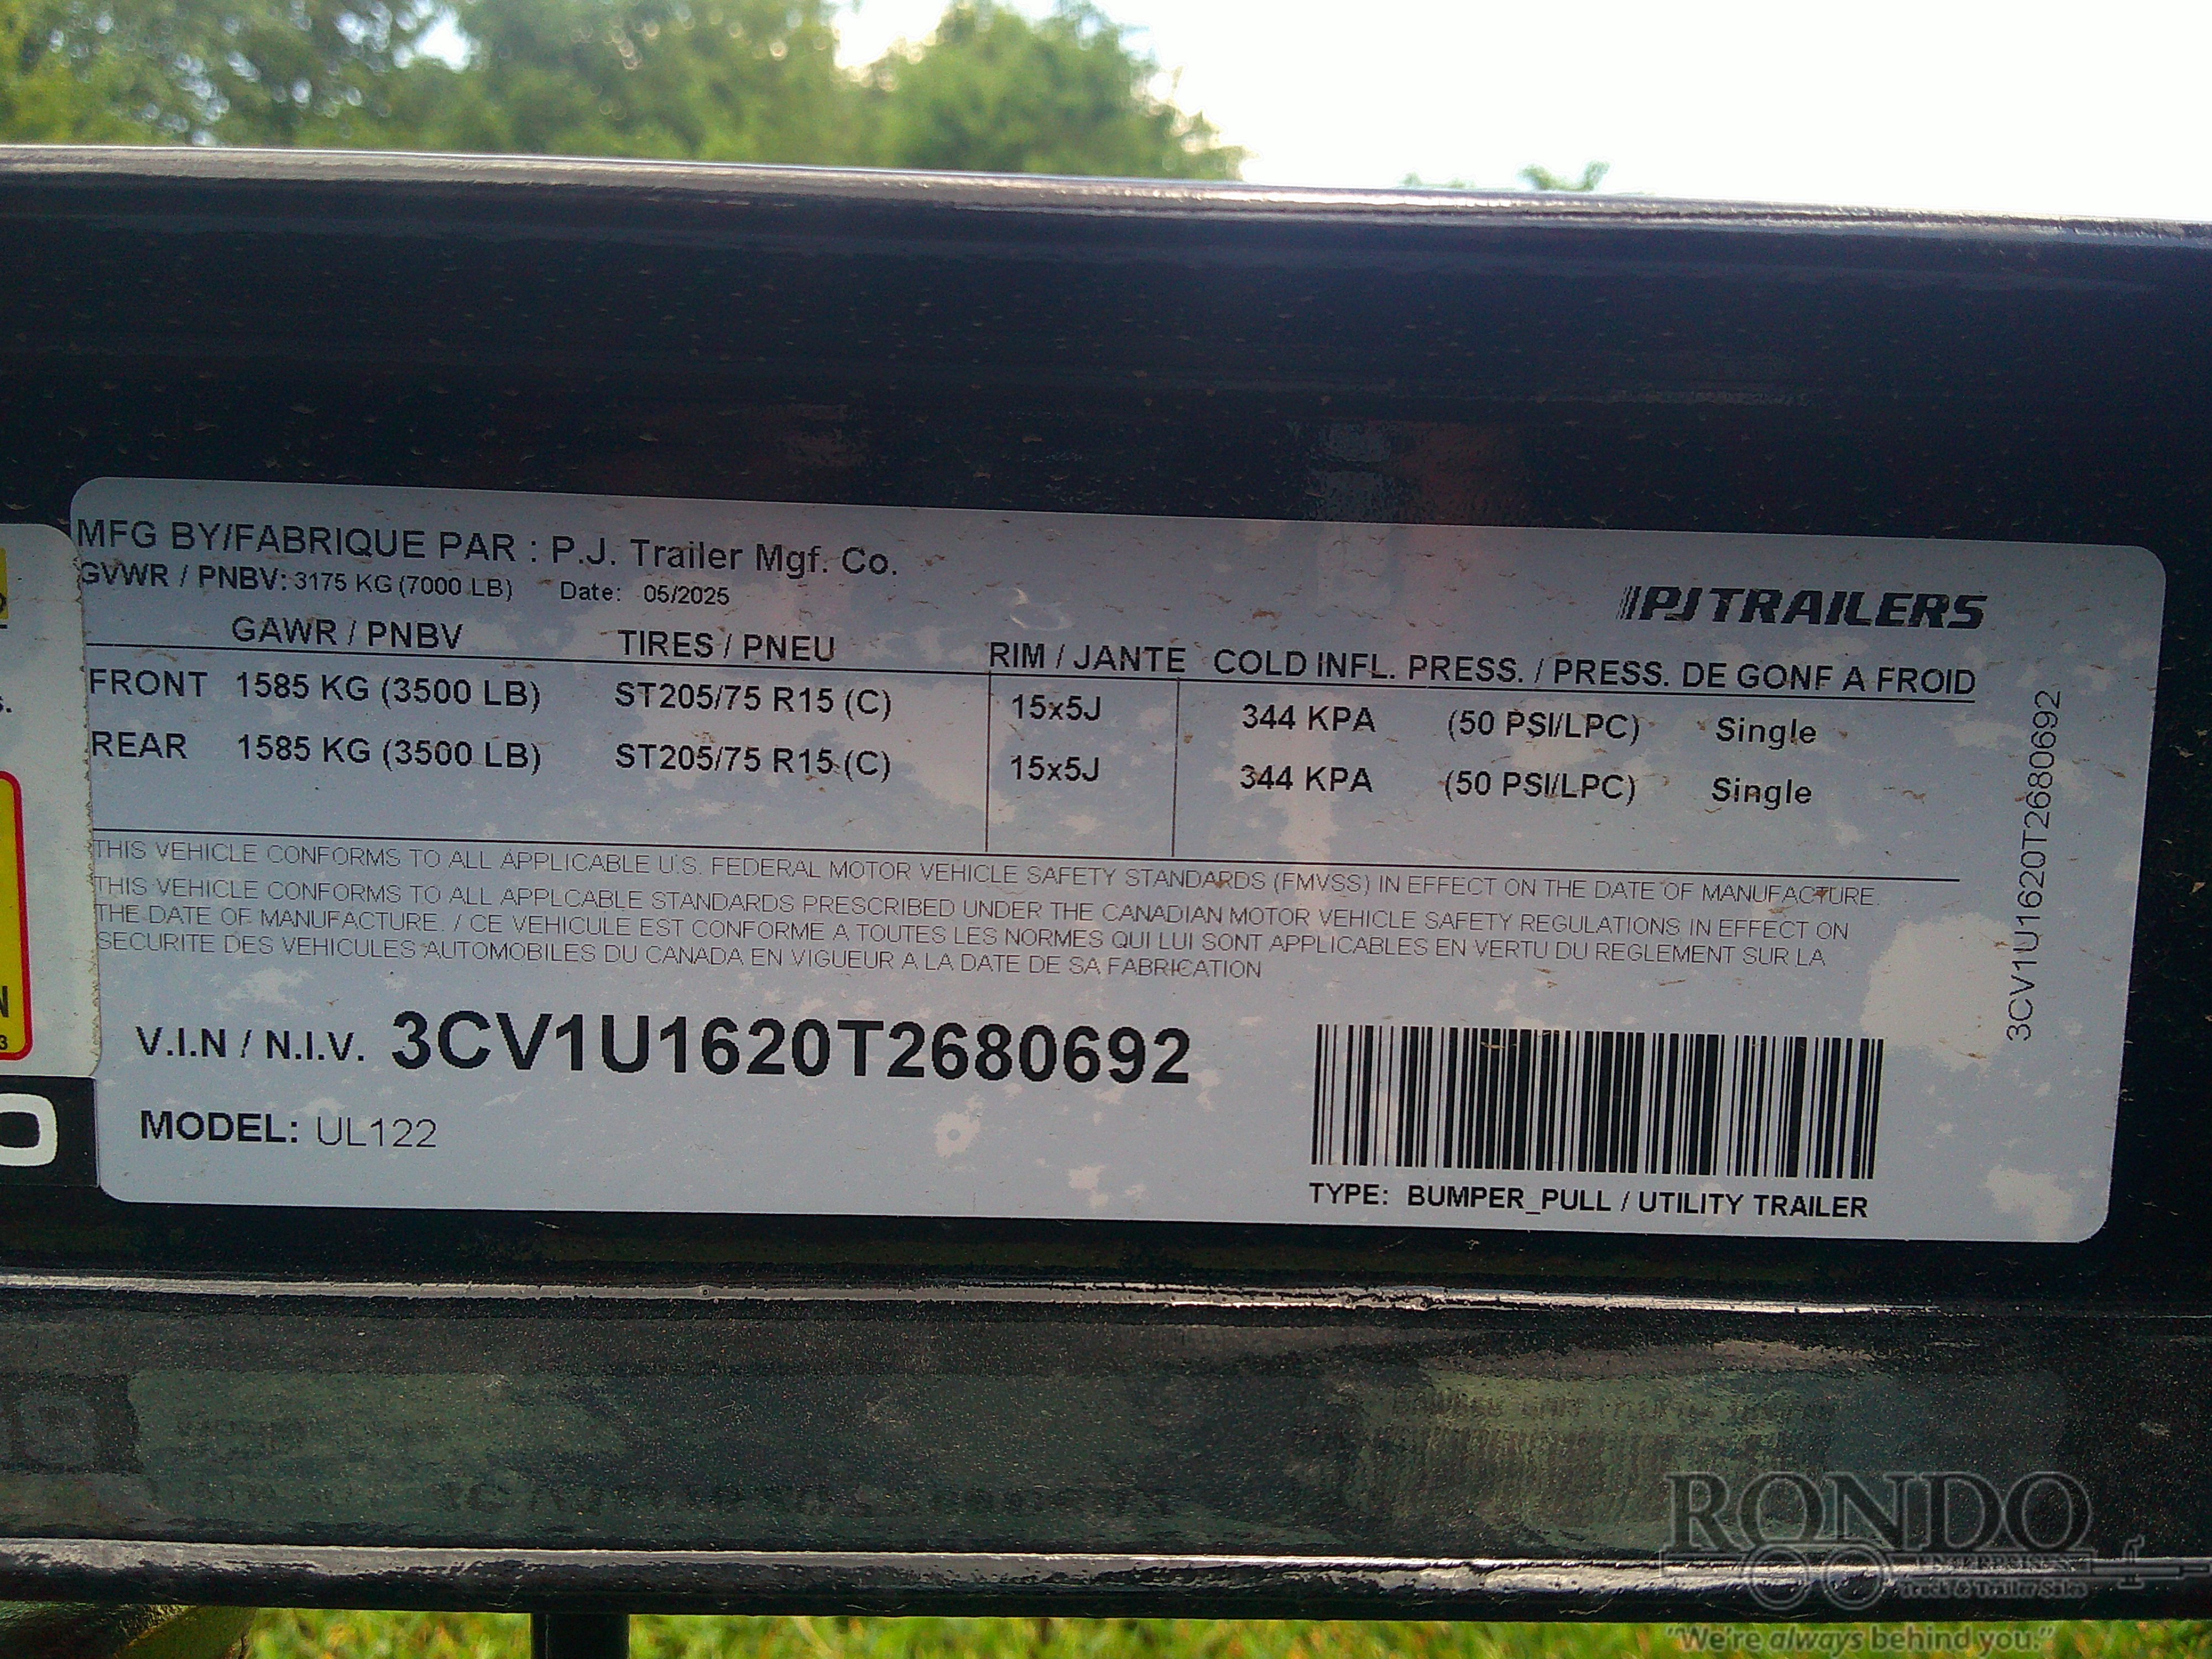 MFG BY/FABRIQUE PAR : P.J. Trailer Mgf. Co.
GVWR / PNBV: 3175 KG (7000 LB) Date: 05/2025
PJ TRAILERS
GAWR / PNBV TIRES / PNEU RIM / JANTE COLD INFL. PRESS. / PRESS. DE GONF A FROID
FRONT 1585 KG (3500 LB) ST205/75 R15 (C) 15x5J 344 KPA (50 PSI/LPC) Single
REAR 1585 KG (3500 LB) ST205/75 R15 (C) 15x5J 344 KPA (50 PSI/LPC) Single
THIS VEHICLE CONFORMS TO ALL APPLICABLE U.S. FEDERAL MOTOR VEHICLE SAFETY STANDARDS (FMVSS) IN EFFECT ON THE DATE OF MANUFACTURE.
THIS VEHICLE CONFORMS TO ALL APPLCABLE STANDARDS PRESCRIBED UNDER THE CANADIAN MOTOR VEHICLE SAFETY REGULATIONS IN EFFECT ON
THE DATE OF MANUFACTURE. / CE VEHICULE EST CONFORME A TOUTES LES NORMES QUI LUI SONT APPLICABLES EN VERTU DU REGLEMENT SUR LA
SECURITE DES VEHICULES AUTOMOBILES DU CANADA EN VIGUEUR A LA DATE DE SA FABRICATION
3CV1U1620T2680692
V.I.N / N.I.V. 3CV1U1620T2680692
MODEL: UL122
TYPE: BUMPER_PULL / UTILITY TRAILER
RONDO
ENTERPRISES
Truck & Trailer Sales
"We're always behind you."